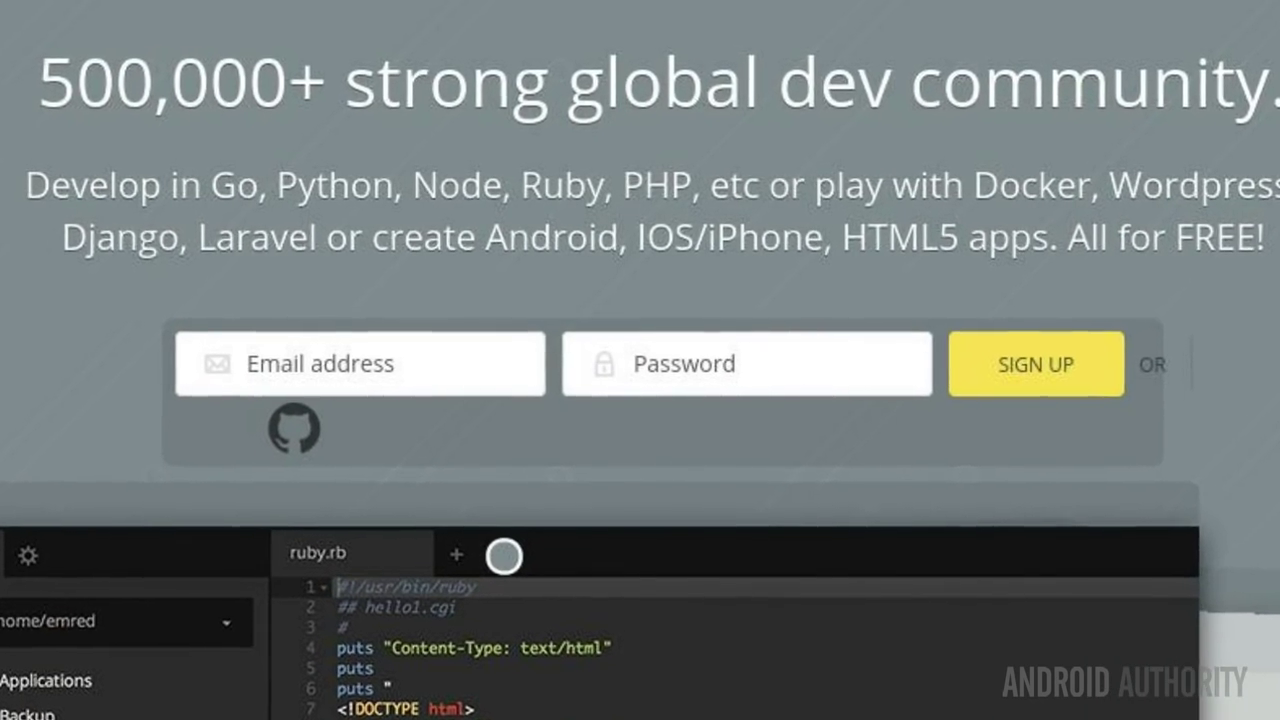 500,000+ strong global dev community.
Develop in Go, Python, Node, Ruby, PHP, etc or play with Docker, Wordpress
Django, Laravel or create Android, IOS/iPhone, HTML5 apps. All for FREE!
Email address
Password
SIGN UP
OR
ruby.rb
+
home/emred
Applications
Backup
1 #!/usr/bin/ruby
2 ## hello1.cgi
3 #
4 puts "Content-Type: text/html"
5 puts
6 puts "
7 <!DOCTYPE html>
ANDROID AUTHORITY